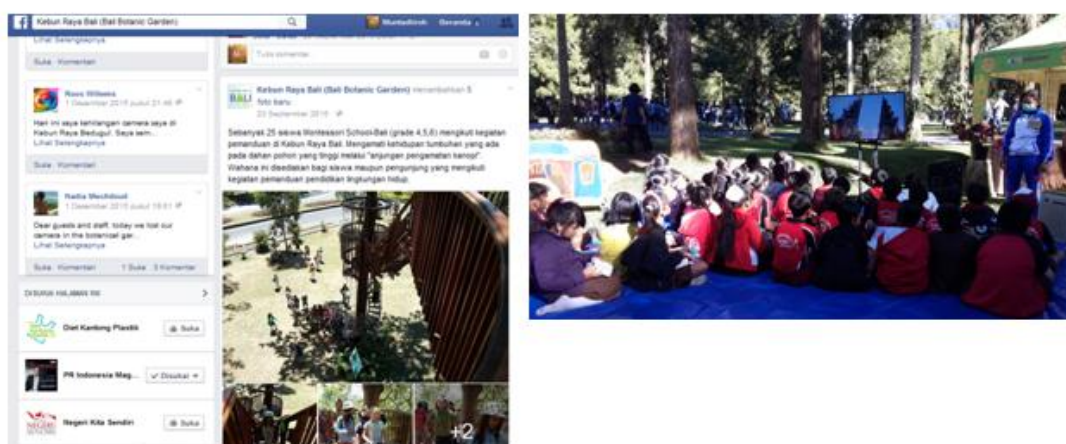 Kebun Raya Bali (Bali Botanic Garden)
Muntadliroh
Beranda
Lihat Selengkapnya
Suka · Komentari
Roos Willems
1 Desember 2015 pukul 21:46
Hari ini saya kehilangan camera saya di
Kebun Raya Bedugul. Saya sem...
Lihat Selengkapnya
Suka · Komentari
Nadia Mechdoud
1 Desember 2015 pukul
Dear guests and staff, today we lost our
camera in the botanical gar...
Lihat Selengkapnya
Suka · Komentari
1 Suka · 3 Komentar
DISUKAI HALAMAN INI
Diet Kantong Plastik
Suka
PR Indonesia Mag...
Disukai
Negeri Kita Sendiri
Suka
Tulis komentar...
BALI
Kebun Raya Bali (Bali Botanic Garden) menambahkan 5
foto baru
23 September 2015
Sebanyak 25 siswa Montessori School-Bali (grade 4,5,6) mengikuti kegiatan
pemanduan di Kebun Raya Bali. Mengamati kehidupan tumbuhan yang ada
pada dahan pohon yang tinggi melalui "anjungan pengamatan kanopi".
Wahana ini disediakan bagi siswa maupun pengunjung yang mengikuti
kegiatan pemanduan pendidikan lingkungan hidup.
+2